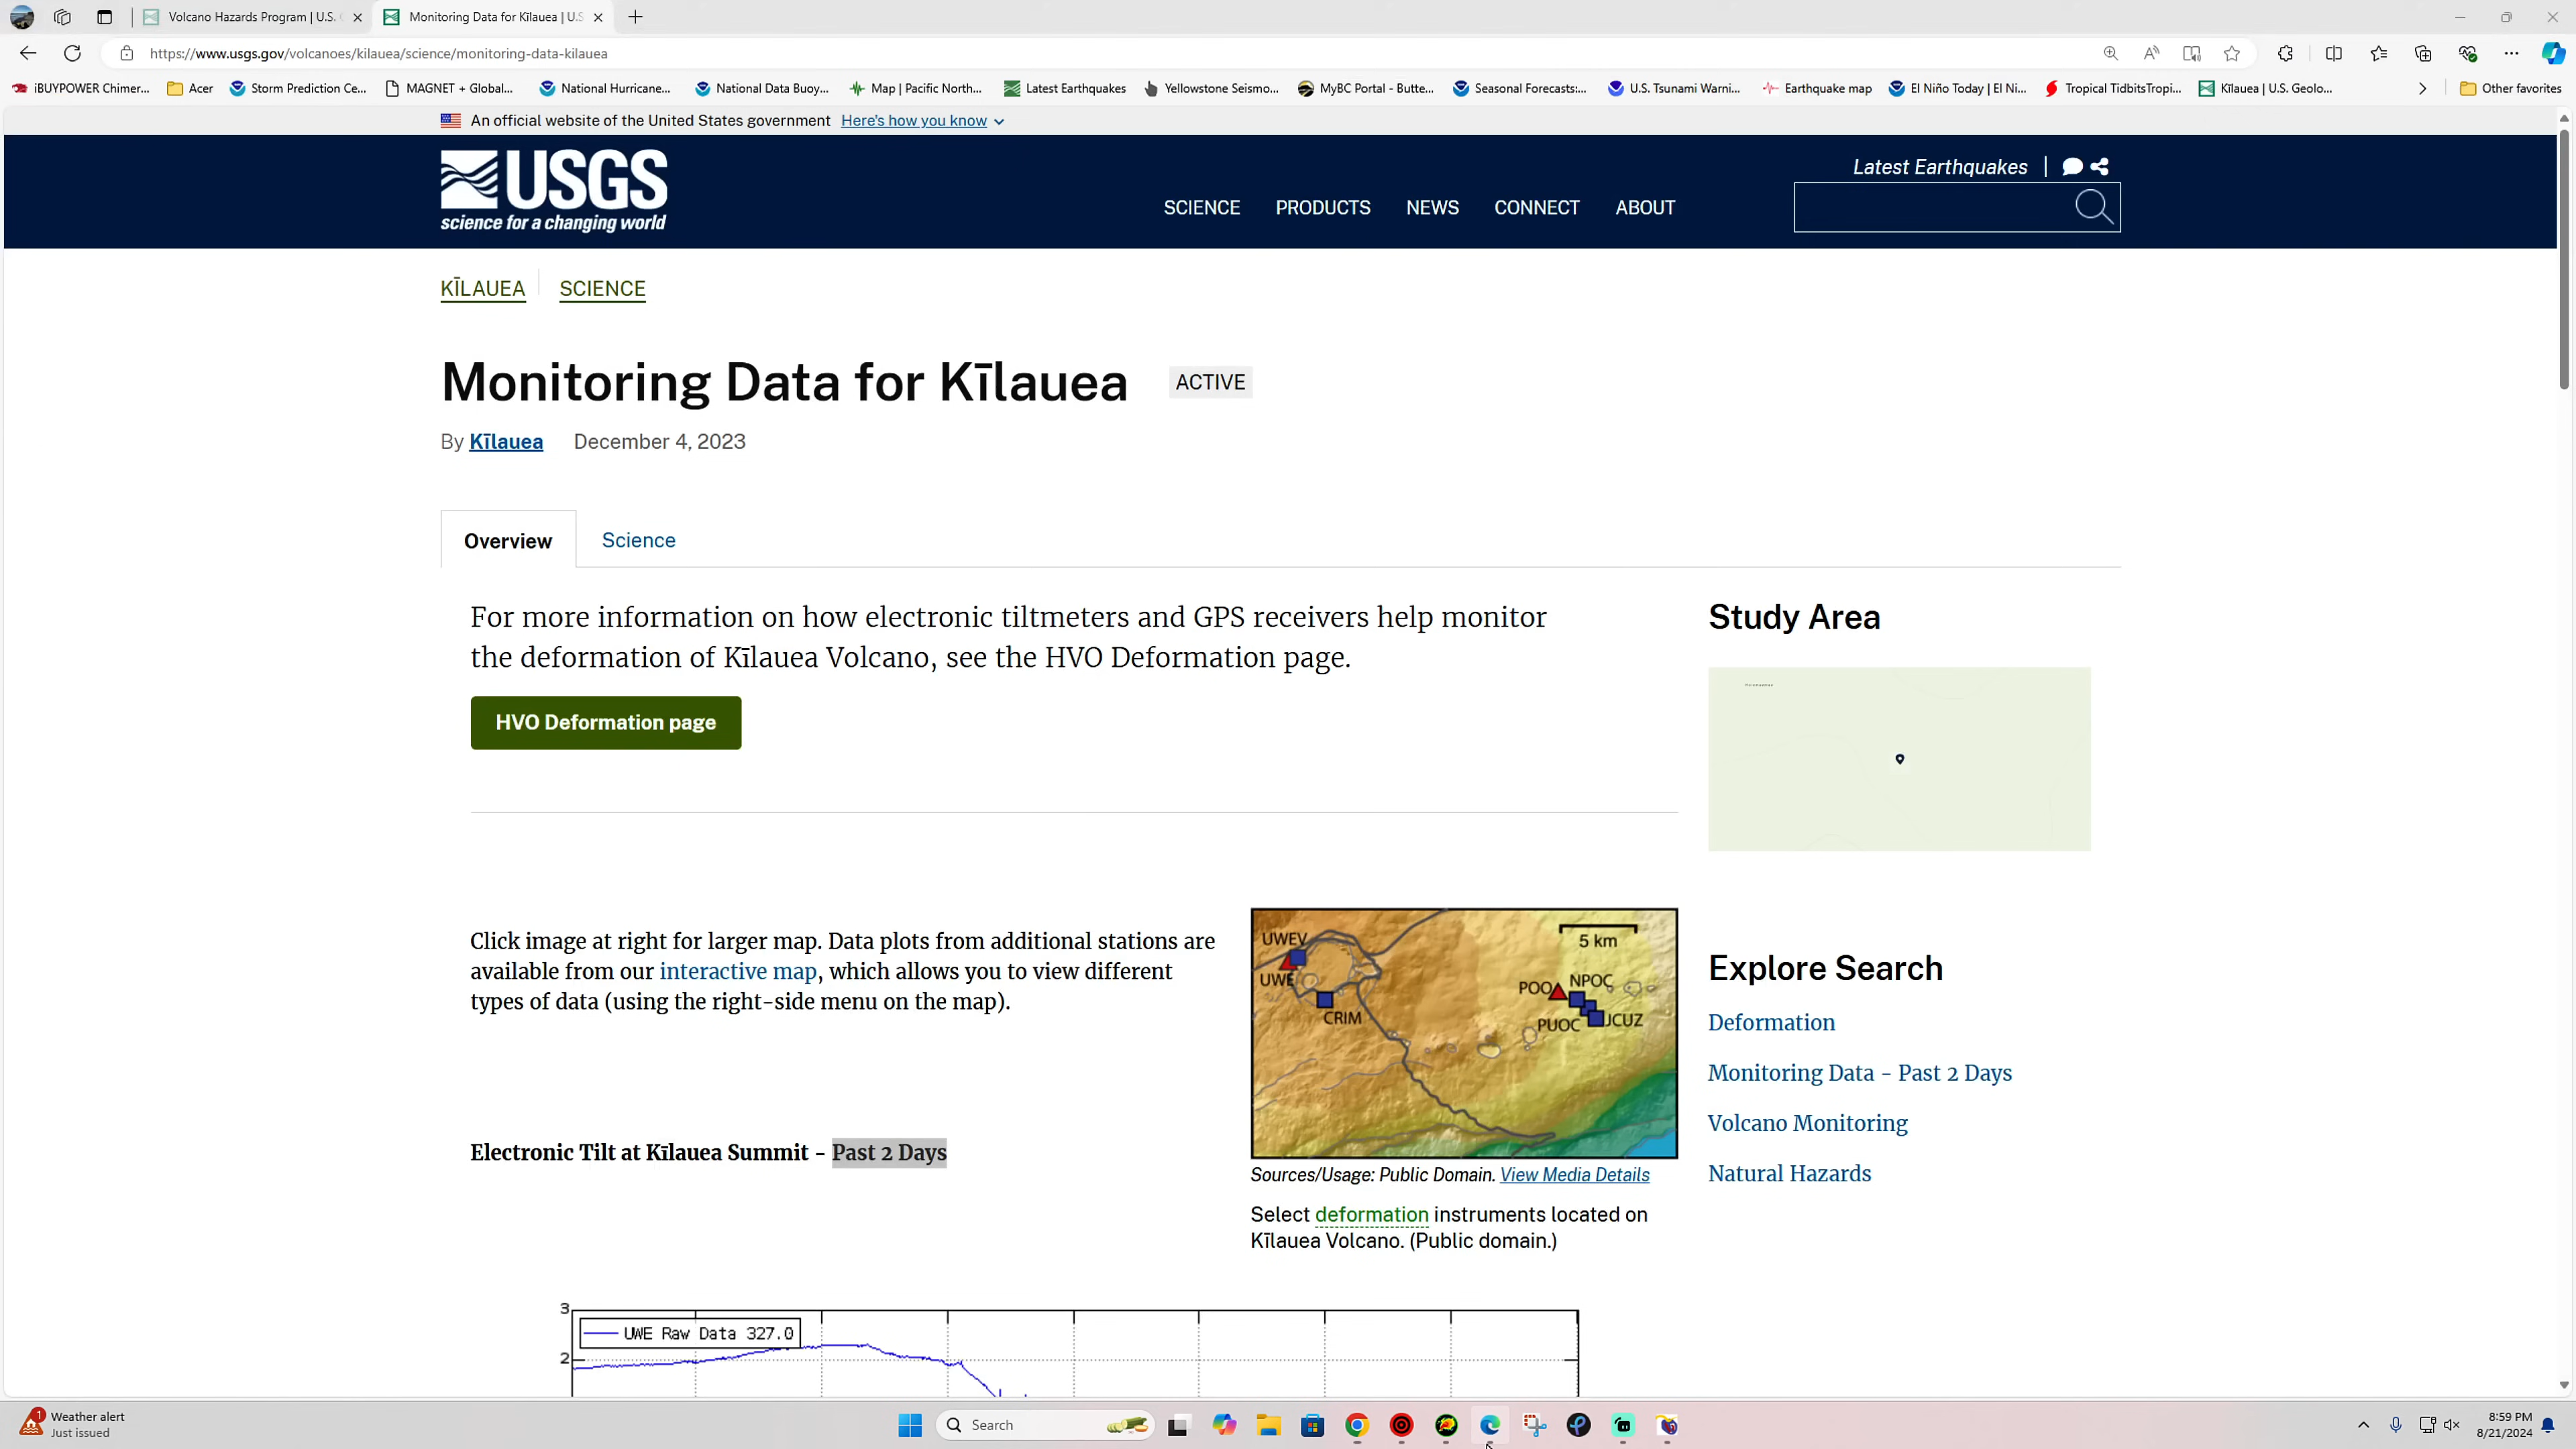 Volcano Hazards Program | U.S.
Monitoring Data for Kīlauea | U.S
https://www.usgs.gov/volcanoes/kilauea/science/monitoring-data-kilauea
iBUYPOWER Chimer...
Acer
Storm Prediction Ce...
MAGNET + Global...
National Hurricane...
National Data Buoy...
Map | Pacific North...
Latest Earthquakes
Yellowstone Seismo...
MyBC Portal - Butte...
Seasonal Forecasts:...
U.S. Tsunami Warni...
Earthquake map
El Niño Today | El Ni...
Tropical TidbitsTropi...
Kīlauea | U.S. Geolo...
Other favorites
An official website of the United States government Here's how you know
USGS
science for a changing world
Latest Earthquakes |
SCIENCE PRODUCTS NEWS CONNECT ABOUT
KĪLAUEA SCIENCE
Monitoring Data for Kīlauea ACTIVE
By Kīlauea December 4, 2023
Overview Science
For more information on how electronic tiltmeters and GPS receivers help monitor
the deformation of Kīlauea Volcano, see the HVO Deformation page.
HVO Deformation page
Study Area
Click image at right for larger map. Data plots from additional stations are
available from our interactive map, which allows you to view different
types of data (using the right-side menu on the map).
UWEV
UWE
CRIM
5 km
POO
NPOC
PUOC
JCUZ
Sources/Usage: Public Domain. View Media Details
Select deformation instruments located on
Kīlauea Volcano. (Public domain.)
Explore Search
Deformation
Monitoring Data - Past 2 Days
Volcano Monitoring
Natural Hazards
Electronic Tilt at Kīlauea Summit - Past 2 Days
3
UWE Raw Data 327.0
2
1
Weather alert
Just issued
Search
8:59 PM
8/21/2024